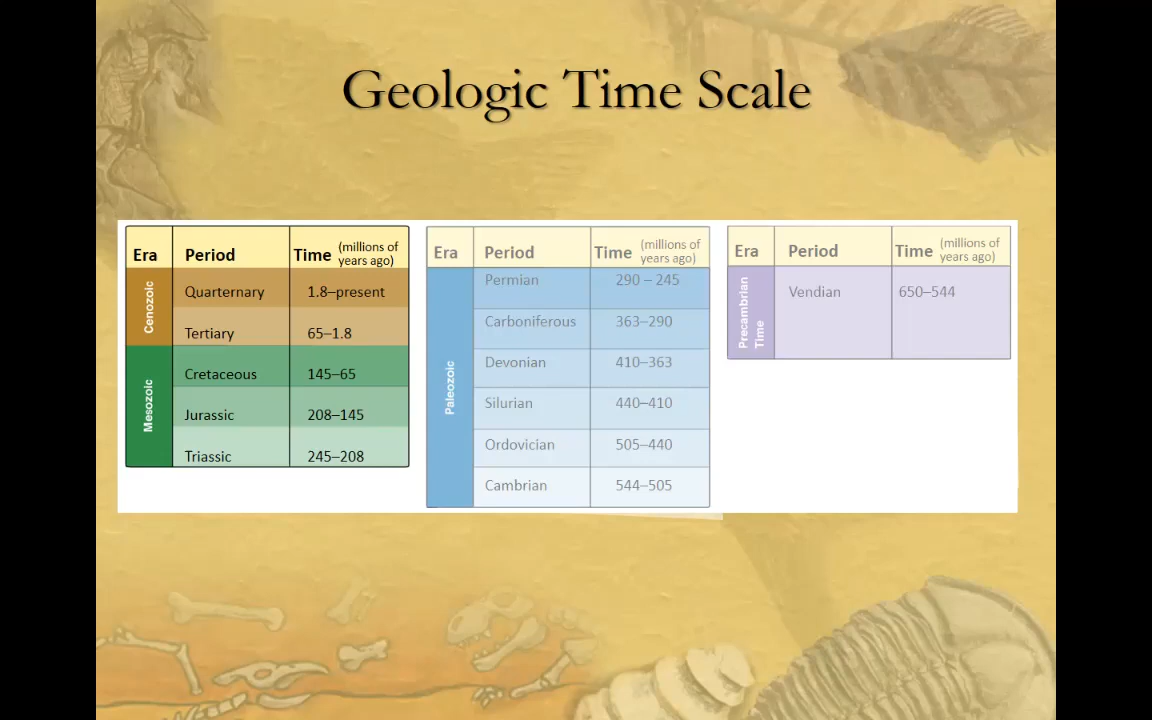 Geologic Time Scale
Era Period Time (millions of years ago)
Cenozoic
Quarternary 1.8–present
Tertiary 65–1.8
Mesozoic
Cretaceous 145–65
Jurassic 208–145
Triassic 245–208
Era Period Time (millions of years ago)
Paleozoic
Permian 290 – 245
Carboniferous 363–290
Devonian 410–363
Silurian 440–410
Ordovician 505–440
Cambrian 544–505
Era Period Time (millions of years ago)
Precambrian Time
Vendian 650–544